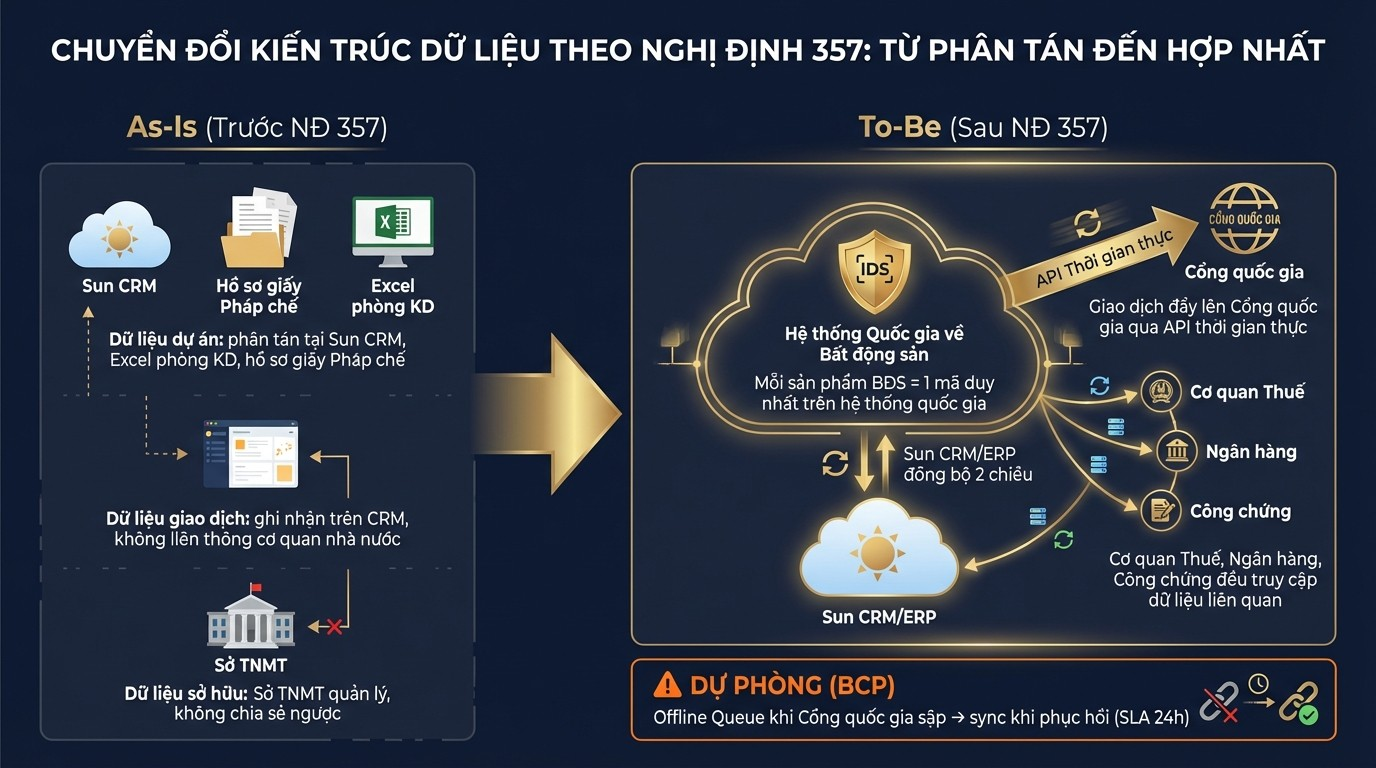 CHUYỂN ĐỔI KIẾN TRÚC DỮ LIỆU THEO NGHỊ ĐỊNH 357: TỪ PHÂN TÁN ĐẾN HỢP NHẤT
As-Is (Trước NĐ 357)
Sun CRM
Hồ sơ giấy
Pháp chế
Excel
phòng KD
Dữ liệu dự án: phân tán tại Sun CRM,
Excel phòng KD, hồ sơ giấy Pháp chế
Dữ liệu giao dịch: ghi nhận trên CRM,
không liên thông cơ quan nhà nước
Sở TNMT
Dữ liệu sở hữu: Sở TNMT quản lý,
không chia sẻ ngược
To-Be (Sau NĐ 357)
IDS
Hệ thống Quốc gia về
Bất động sản
Mỗi sản phẩm BĐS = 1 mã duy
nhất trên hệ thống quốc gia
API Thời gian thực
CỔNG QUỐC GIA
Cổng quốc gia
Giao dịch đẩy lên Cổng quốc
gia qua API thời gian thực
Sun CRM/ERP
đồng bộ 2 chiều
Sun CRM/ERP
Cơ quan Thuế
Ngân hàng
Công chứng
Cơ quan Thuế, Ngân hàng,
Công chứng đều truy cập
dữ liệu liên quan
DỰ PHÒNG (BCP)
Offline Queue khi Cổng quốc gia sập → sync khi phục hồi (SLA 24h)